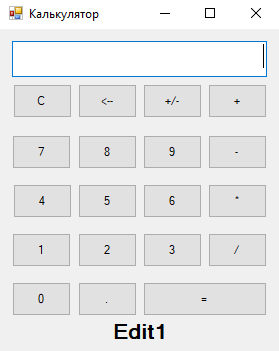 Калькулятор
C <-- +/- +
7 8 9 -
4 5 6 *
1 2 3 /
0 . =
Edit1